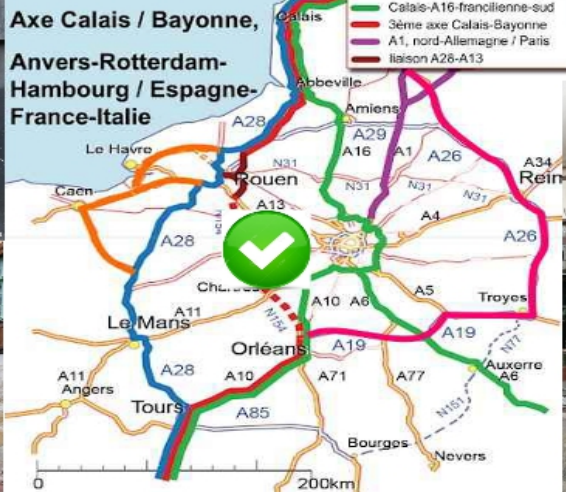 Axe Calais / Bayonne,
Anvers-Rotterdam-
Hambourg / Espagne-
France-Italie
Calais-A16-francilienne-sud
3ème axe Calais-Bayonne
A1, nord-Allemagne / Paris
liaison A28-A13
Calais
Abbeville
Amiens
A28
A29
Le Havre
A16
A1
A26
A34
N31
Rouen
N31
N31
Rein
Caen
A13
A4
A28
A26
Chartres
A10
A6
A5
Troyes
A11
N154
Le Mans
A19
N77
Orléans
A19
Auxerre
A11
A28
A10
A71
A77
A6
Angers
Tours
A85
N151
Bourges
Nevers
0
200km